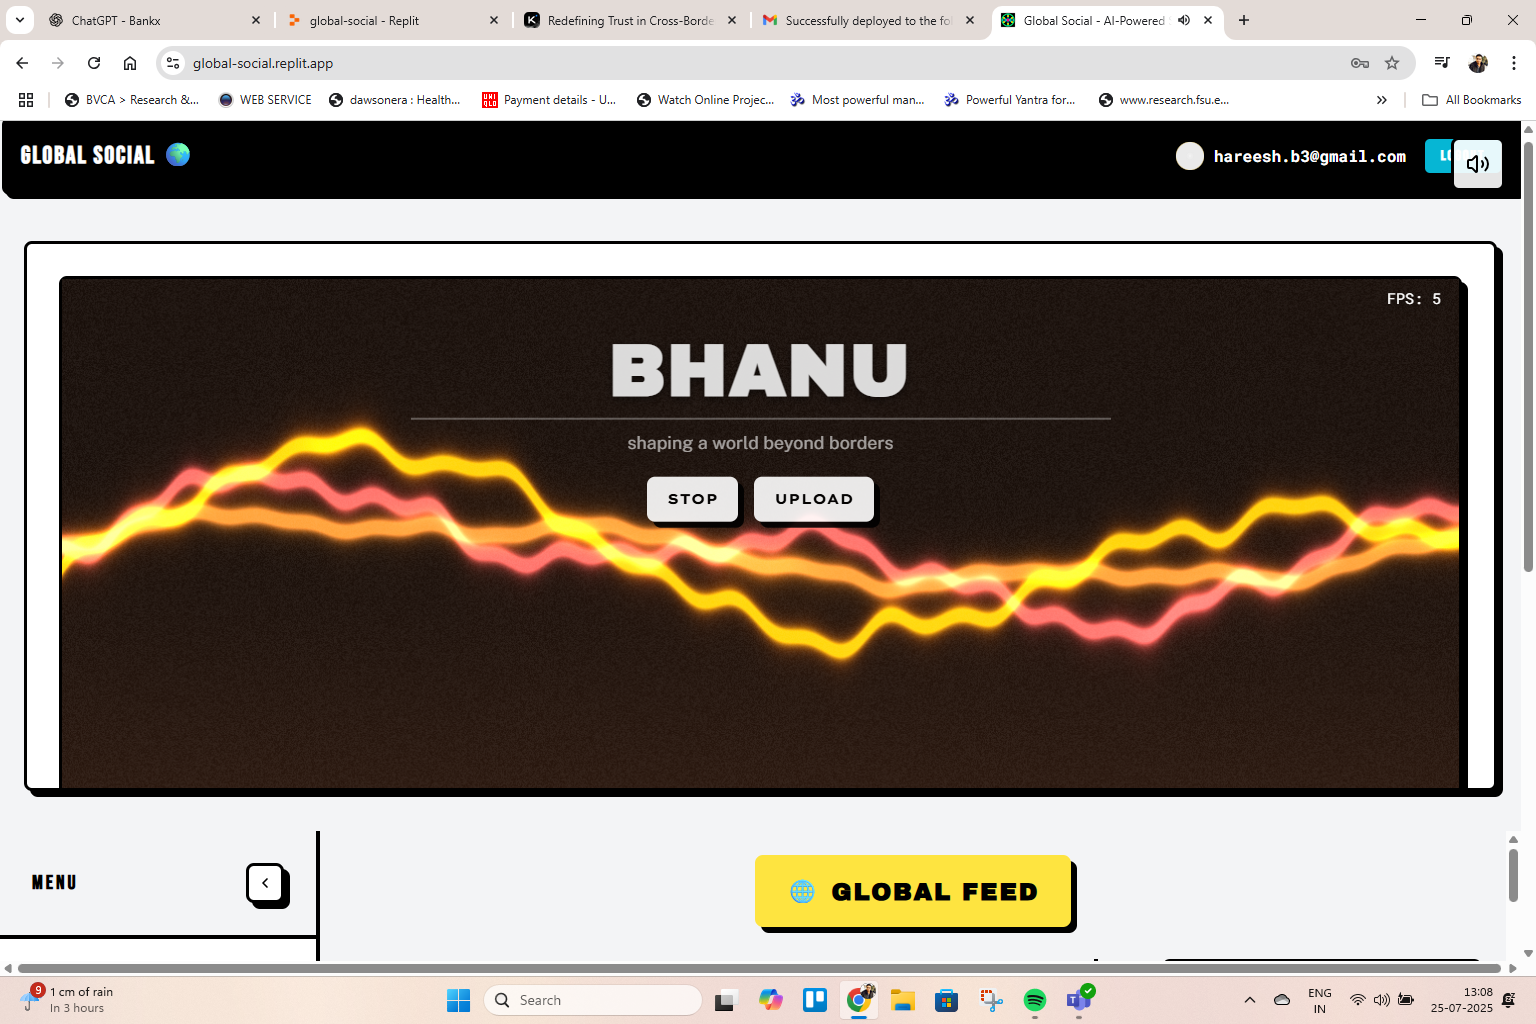 ChatGPT - Bankx
global-social - Replit
Redefining Trust in Cross-Borde
Successfully deployed to the fo
Global Social - AI-Powered
global-social.replit.app
BVCA > Research &...
WEB SERVICE
dawsonera : Health...
UNI QLO
Payment details - U...
Watch Online Projec...
Most powerful man...
Powerful Yantra for...
www.research.fsu.e...
All Bookmarks
GLOBAL SOCIAL
hareesh.b3@gmail.com
FPS: 5
BHANU
shaping a world beyond borders
STOP
UPLOAD
MENU
GLOBAL FEED
9
1 cm of rain
In 3 hours
Search
ENG
IN
13:08
25-07-2025